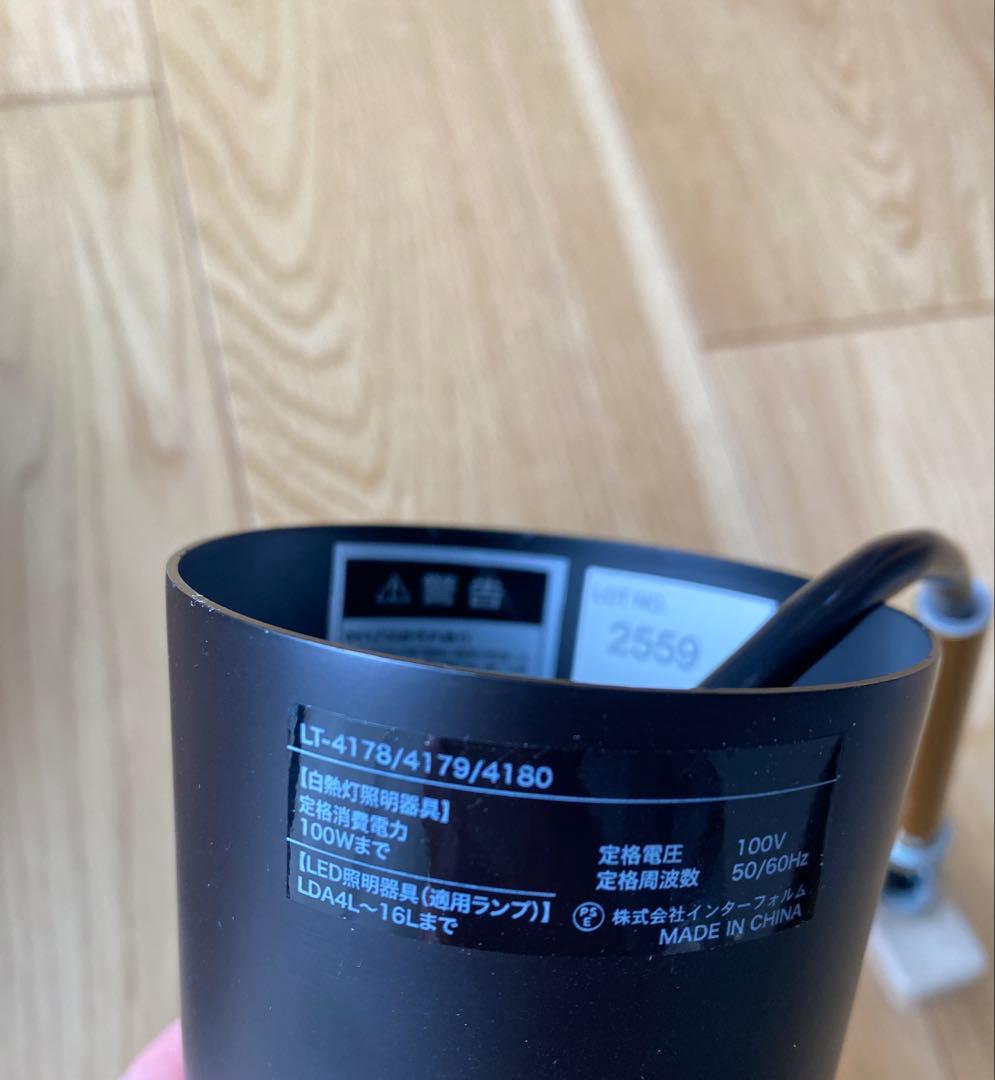 ⚠ 警告
LOT NO.
2559
LT-4178/4179/4180
【白熱灯照明器具】
定格消費電力
100Wまで
【LED照明器具(適用ランプ)】
LDA4L〜16Lまで
定格電圧 100V
定格周波数 50/60Hz
PSE 株式会社インターフォルム
MADE IN CHINA